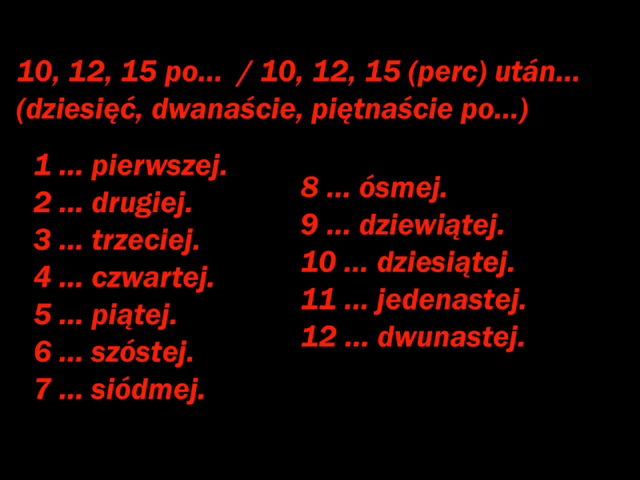 10, 12, 15 po... / 10, 12, 15 (perc)után...
(dziesięć, dwanaście, piętnaście po...)
1 ... pierwszej.
2 ... drugiej.
3 ... trzeciej.
4 ... czwartej.
5 ... piątej.
6 ... szóstej.
7 ... siódmej.
8 ... ósmej.
9 ... dziewiątej.
10 ... dziesiątej.
11 ... jedenastej.
12 ... dwunastej.